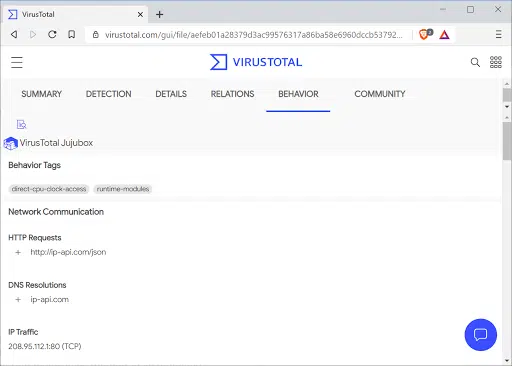 VirusTotal
virustotal.com/gui/file/aefeb01a28379d3ac99576317a86ba58e6960dccb53792...
2
VIRUSTOTAL
SUMMARY DETECTION DETAILS RELATIONS BEHAVIOR COMMUNITY
VirusTotal Jujubox
Behavior Tags
direct-cpu-clock-access runtime-modules
Network Communication
HTTP Requests
+ http://ip-api.com/json
DNS Resolutions
+ ip-api.com
IP Traffic
208.95.112.1:80 (TCP)